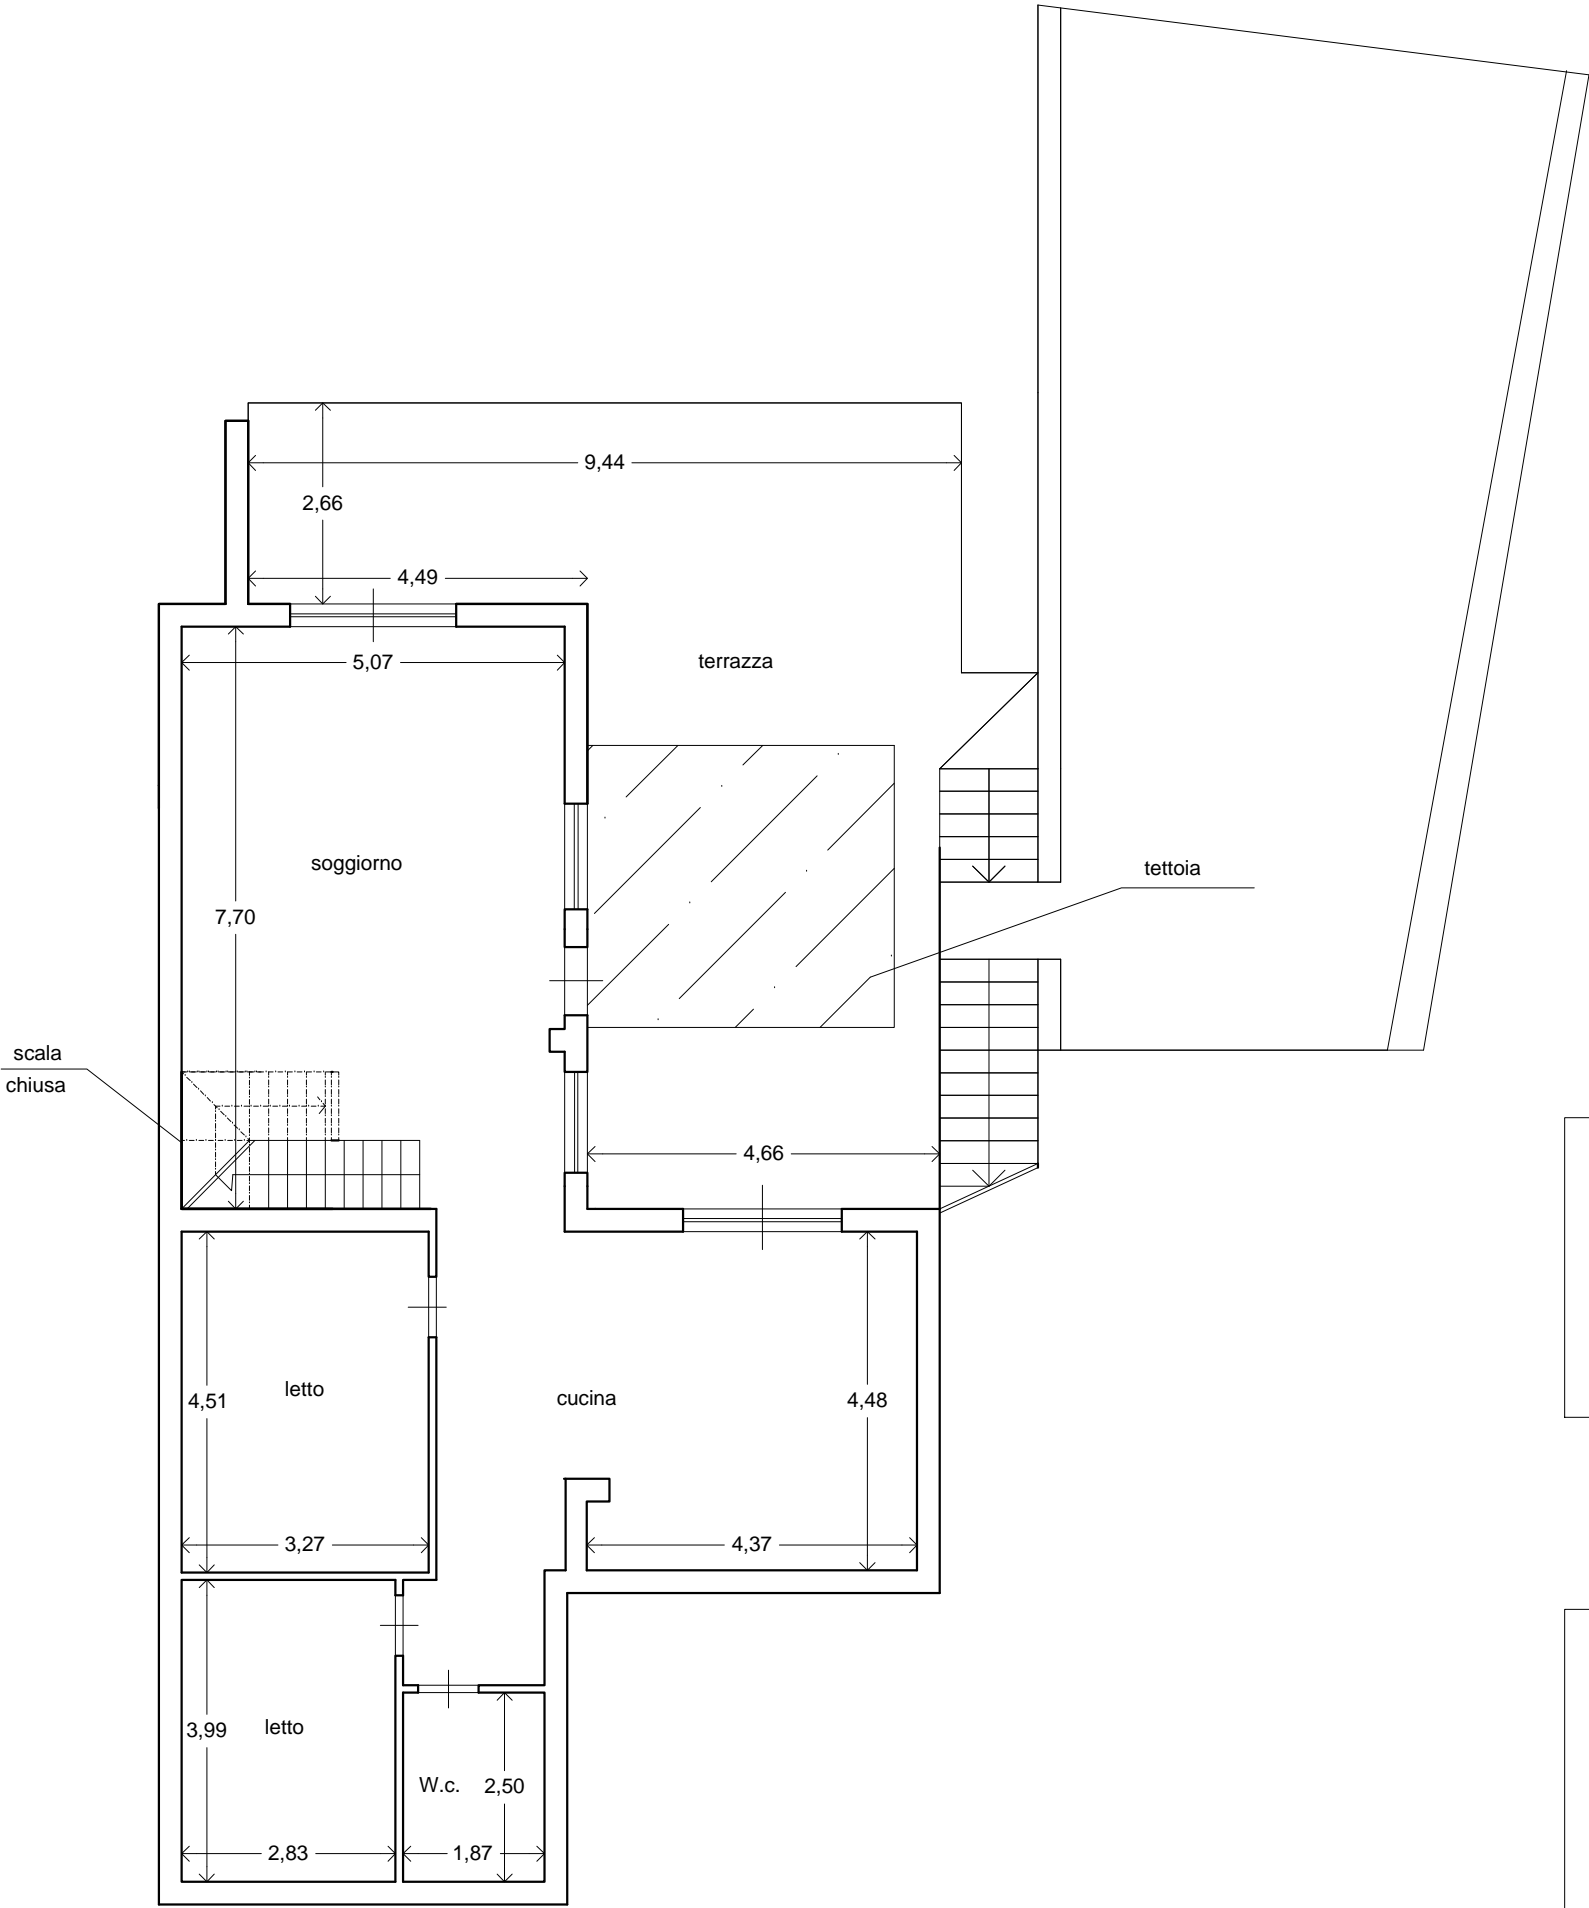 9,44
2,66
4,49
5,07
terrazza
soggiorno
tettoia
7,70
scala
chiusa
4,66
letto
4,51
cucina
4,48
3,27
4,37
letto
3,99
W.c.
2,50
2,83
1,87